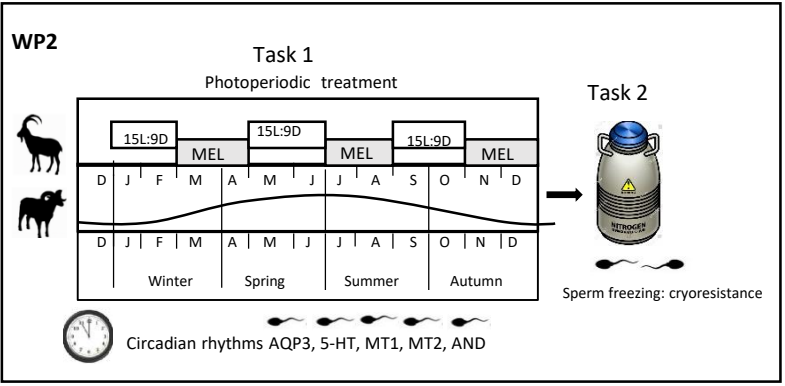 WP2
Task 1
Photoperiodic treatment
Task 2
15L:9D
15L:9D
15L:9D
MEL
MEL
MEL
D J F M A M J J A S O N D
D J F M A M J J A S O N D
Winter Spring Summer Autumn
NITROGEN
Sperm freezing: cryoresistance
Circadian rhythms AQP3, 5-HT, MT1, MT2, AND